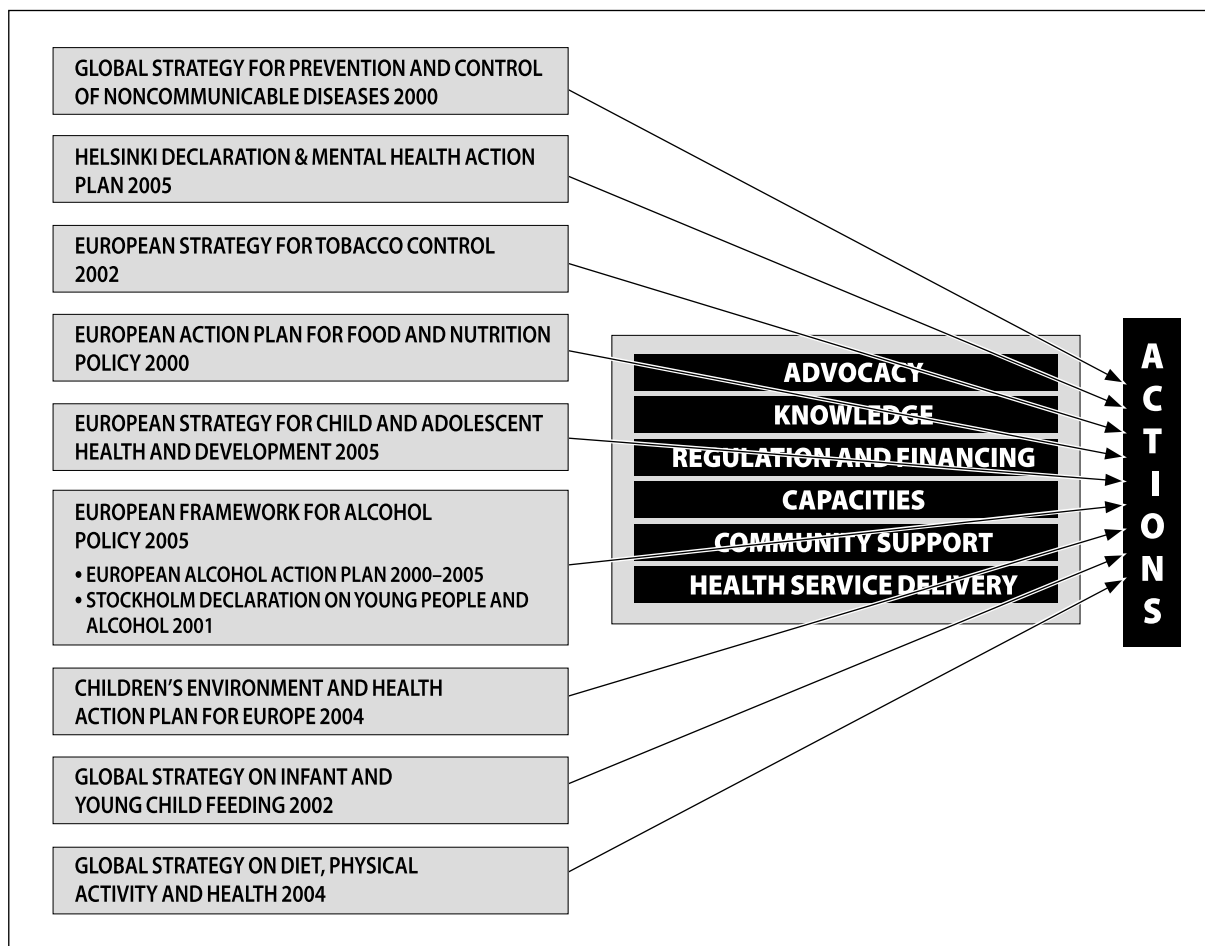 GLOBAL STRATEGY FOR PREVENTION AND CONTROL
OF NONCOMMUNICABLE DISEASES 2000
HELSINKI DECLARATION & MENTAL HEALTH ACTION
PLAN 2005
EUROPEAN STRATEGY FOR TOBACCO CONTROL
2002
EUROPEAN ACTION PLAN FOR FOOD AND NUTRITION
POLICY 2000
EUROPEAN STRATEGY FOR CHILD AND ADOLESCENT
HEALTH AND DEVELOPMENT 2005
EUROPEAN FRAMEWORK FOR ALCOHOL
POLICY 2005
• EUROPEAN ALCOHOL ACTION PLAN 2000–2005
• STOCKHOLM DECLARATION ON YOUNG PEOPLE AND
ALCOHOL 2001
CHILDREN'S ENVIRONMENT AND HEALTH
ACTION PLAN FOR EUROPE 2004
GLOBAL STRATEGY ON INFANT AND
YOUNG CHILD FEEDING 2002
GLOBAL STRATEGY ON DIET, PHYSICAL
ACTIVITY AND HEALTH 2004
ADVOCACY
KNOWLEDGE
REGULATION AND FINANCING
CAPACITIES
COMMUNITY SUPPORT
HEALTH SERVICE DELIVERY
ACTIONS